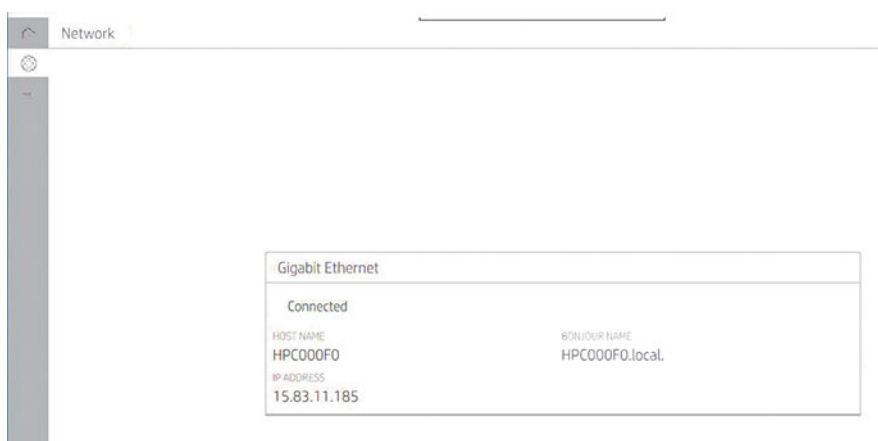 Network
Gigabit Ethernet
Connected
HOST NAME
HPC000F0
BONJOUR NAME
HPC000F0.local.
IP ADDRESS
15.83.11.185